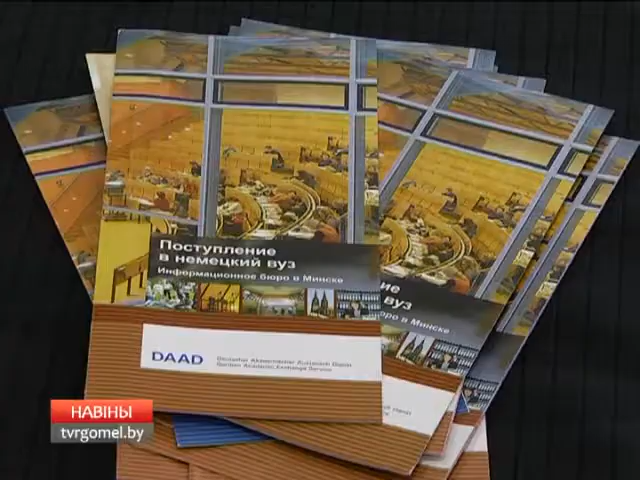 Поступление
в немецкий вуз
Информационное бюро в Минске
DAAD
Deutscher Akademischer Austausch Dienst
German Academic Exchange Service
вуз
в Минске
НАВІНЫ
tvrgomel.by